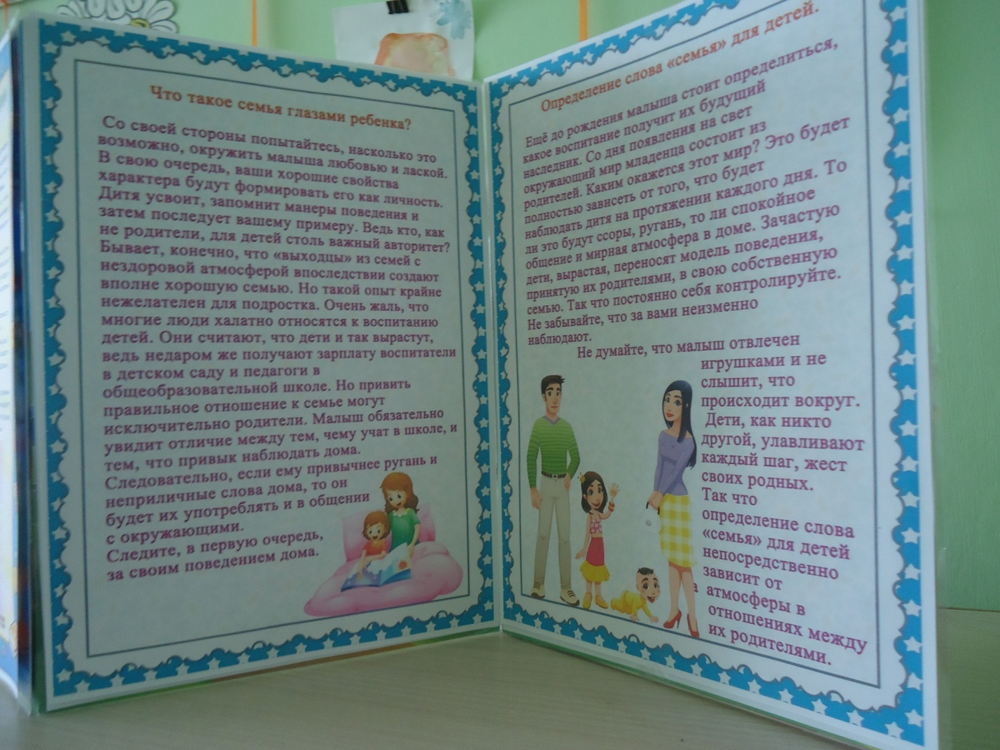 Что такое семья глазами ребенка?
Со своей стороны попытайтесь, насколько это
возможно, окружить малыша любовью и лаской.
В свою очередь, ваши хорошие свойства
характера будут формировать его как личность.
Дитя усвоит, запомнит манеры поведения и
затем последует вашему примеру. Ведь кто, как
не родители, для детей столь важный авторитет?
Бывает, конечно, что «выходцы» из семей с
нездоровой атмосферой впоследствии создают
вполне хорошую семью. Но такой опыт крайне
нежелателен для подростка. Очень жаль, что
многие люди халатно относятся к воспитанию
детей. Они считают, что дети и так вырастут,
ведь недаром же получают зарплату воспитатели
в детском саду и педагоги в
общеобразовательной школе. Но привить
правильное отношение к семье могут
исключительно родители. Малыш обязательно
увидит отличие между тем, чему учат в школе, и
тем, что привык наблюдать дома.
Следовательно, если ему привычнее ругань и
неприличные слова дома, то он
будет их употреблять и в общении
с окружающими.
Следите, в первую очередь,
за своим поведением дома.
Определение слова «семья» для детей.
Ещё до рождения малыша стоит определиться,
какое воспитание получит их будущий
наследник. Со дня появления на свет
окружающий мир младенца состоит из
родителей. Каким окажется этот мир? Это будет
полностью зависеть от того, что будет
наблюдать дитя на протяжении каждого дня. То
ли это будут ссоры, ругань, то ли спокойное
общение и мирная атмосфера в доме. Зачастую
дети, вырастая, переносят модель поведения,
принятую их родителями, в свою собственную
семью. Так что постоянно себя контролируйте.
Не забывайте, что за вами неизменно
наблюдают.
Не думайте, что малыш отвлечен
игрушками и не
слышит, что
происходит вокруг.
Дети, как никто
другой, улавливают
каждый шаг, жест
своих родных.
Так что
определение слова
«семья» для детей
непосредственно
зависит от
а атмосферы в
отношениях между
их родителями.